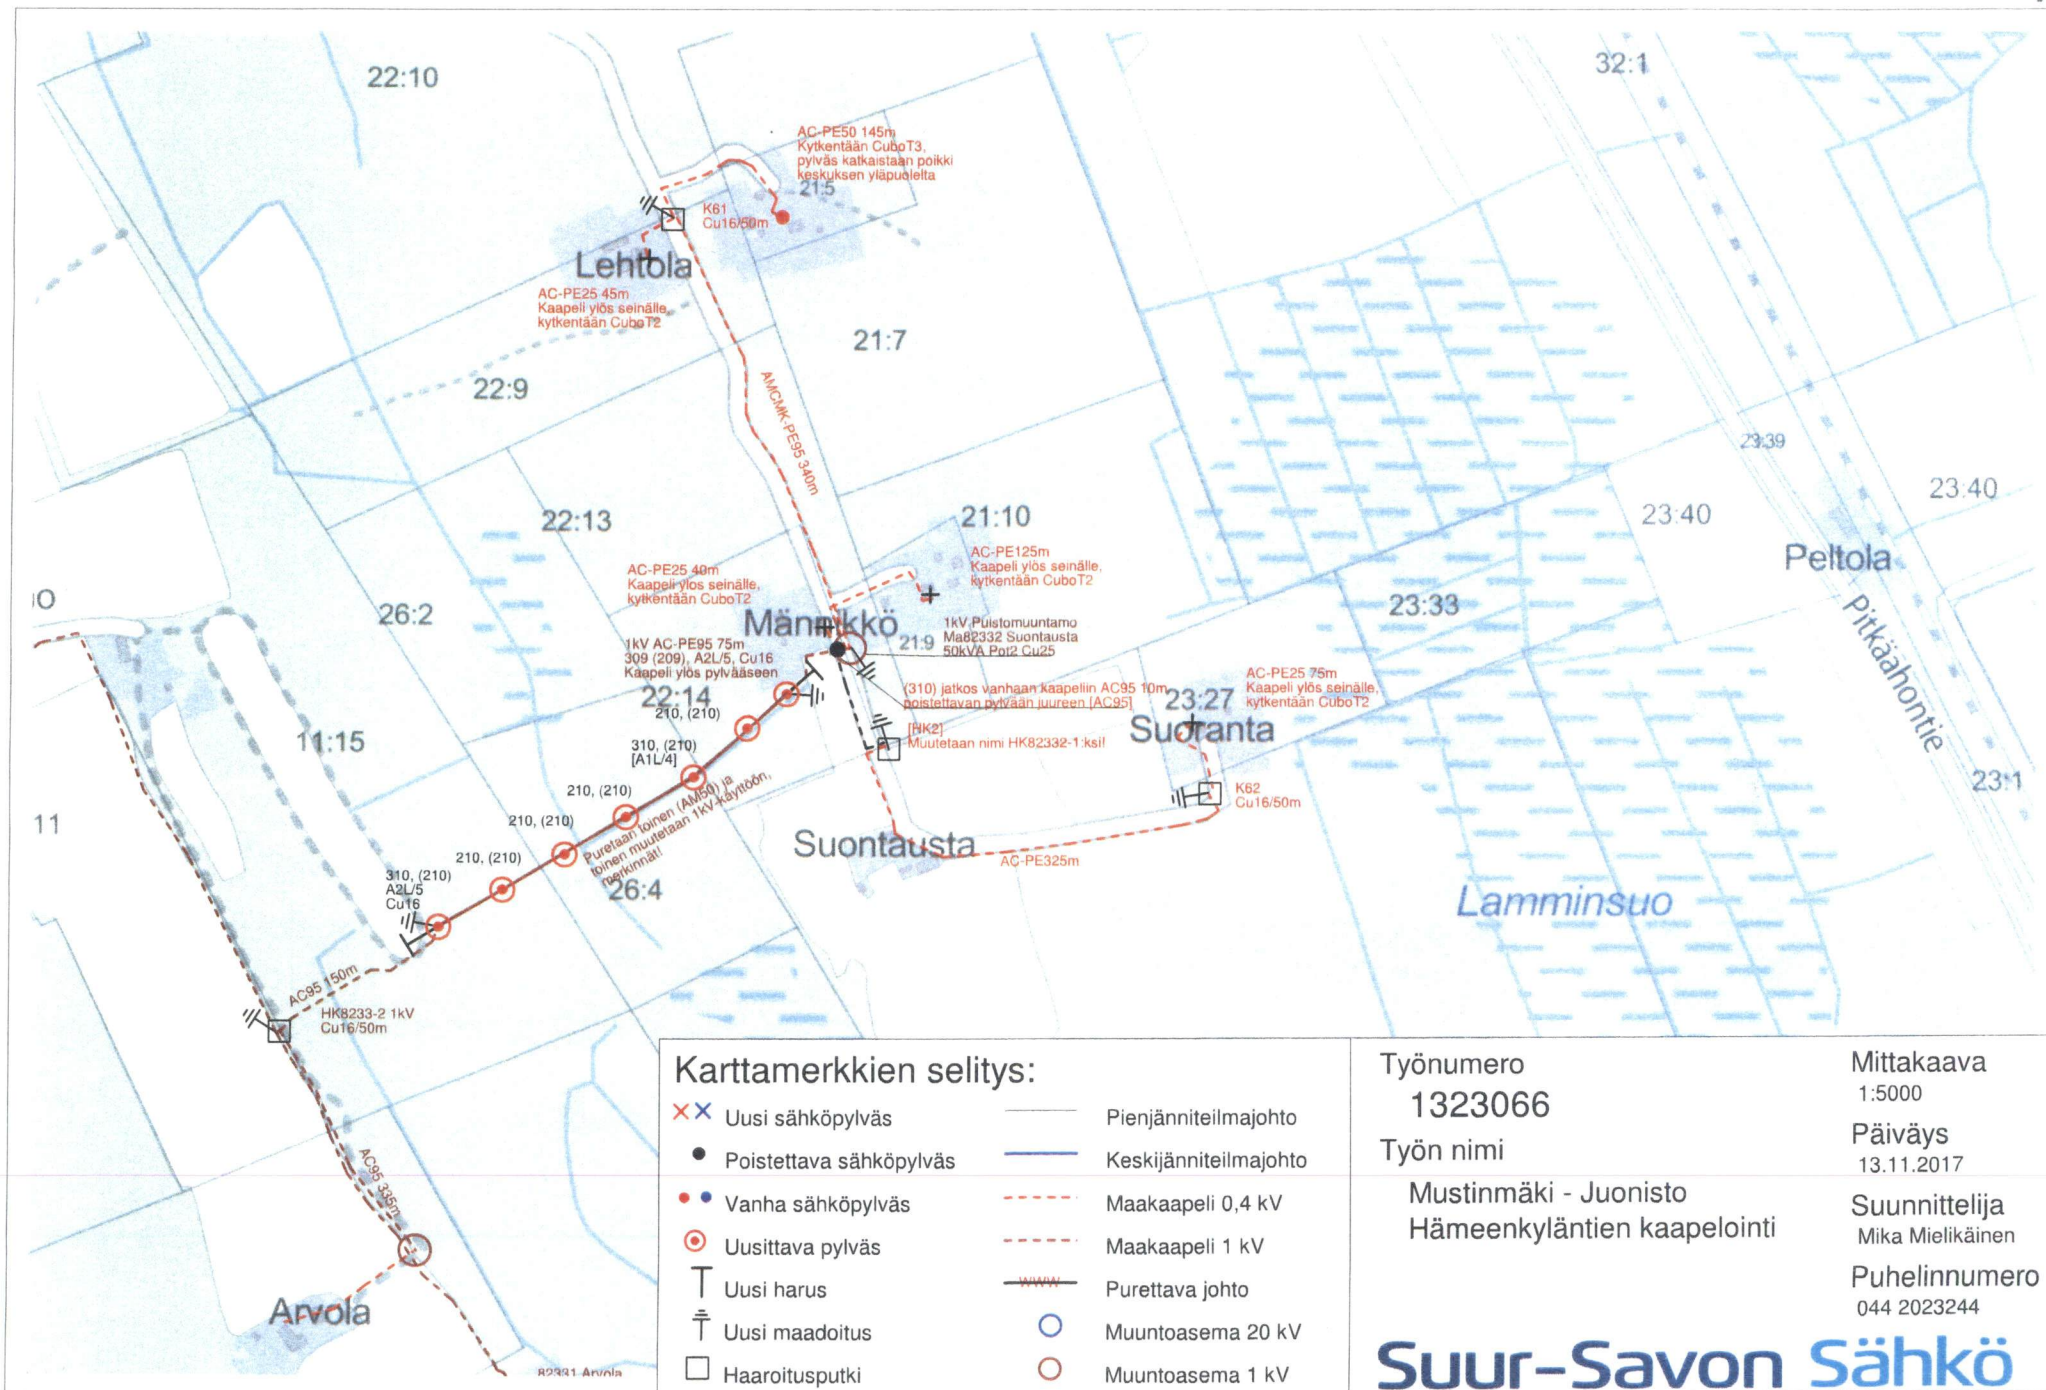 22:10
32:1
AC-PE50 145m
Kytkentään CuboT3,
pylväs katkaistaan poikki
keskuksen yläpuolelta
21:5
K61
Cu16/50m
Lehtola
AC-PE25 45m
Kaapeli ylös seinälle,
kytkentään CuboT2
21:7
22:9
AMCMK-PE95 340m
23:39
23:40
23:40
22:13
21:10
AC-PE125m
Kaapeli ylös seinälle,
kytkentään CuboT2
Peltola
AC-PE25 40m
Kaapeli ylös seinälle,
kytkentään CuboT2
26:2
23:33
Männikkö
21:9
1kV Puistomuuntamo
Ma82332 Suontausta
50kVA Pot2 Cu25
Pitkäahontie
1kV AC-PE95 75m
309 (209), A2L/5, Cu16
Kaapeli ylös pylvääseen
22:14
(310) jatkos vanhaan kaapeliin AC95 10m
poistettavan pylvään juureen [AC95]
23:27
AC-PE25 75m
Kaapeli ylös seinälle,
kytkentään CuboT2
210, (210)
[HK2]
Muutetaan nimi HK82332-1:ksi!
Suoranta
11:15
310, (210)
[A1L/4]
23:1
210, (210)
K62
Cu16/50m
11
210, (210)
Puretaan toinen (AM50) ja
toinen muutetaan 1kV-käyttöön,
merkinnät!
Suontausta
AC-PE325m
210, (210)
26:4
310, (210)
A2L/5
Cu16
Lamminsuo
AC95 150m
HK8233-2 1kV
Cu16/50m
AC95 335m
Arvola
82331 Arvola
Karttamerkkien selitys:
Uusi sähköpylväs
Poistettava sähköpylväs
Vanha sähköpylväs
Uusittava pylväs
Uusi harus
Uusi maadoitus
Haaroitusputki
Pienjänniteilmajohto
Keskijänniteilmajohto
Maakaapeli 0,4 kV
Maakaapeli 1 kV
Purettava johto
Muuntoasema 20 kV
Muuntoasema 1 kV
Työnumero
1323066
Työn nimi
Mustinmäki - Juonisto
Hämeenkyläntien kaapelointi
Mittakaava
1:5000
Päiväys
13.11.2017
Suunnittelija
Mika Mielikäinen
Puhelinnumero
044 2023244
Suur-Savon Sähkö